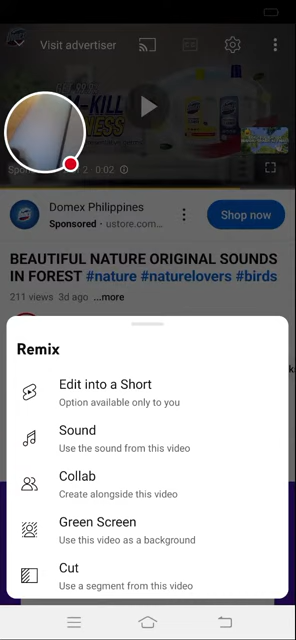 Visit advertiser
-KILL
0:02
Domex Philippines
Sponsored · ustore.com...
Shop now
BEAUTIFUL NATURE ORIGINAL SOUNDS
IN FOREST #nature #naturelovers #birds
211 views 3d ago ...more
Remix
Edit into a Short
Option available only to you
Sound
Use the sound from this video
Collab
Create alongside this video
Green Screen
Use this video as a background
Cut
Use a segment from this video